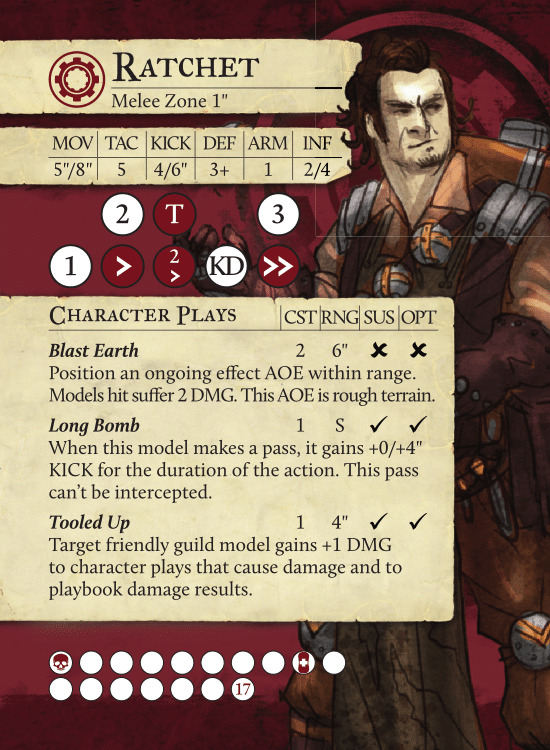 RATCHET
Melee Zone 1"
MOV TAC KICK DEF ARM INF
5"/8" 5 4/6" 3+ 1 2/4
2 T 3
1 > 2> > KD >>
CHARACTER PLAYS CST RNG SUS OPT
Blast Earth 2 6" ✘ ✘
Position an ongoing effect AOE within range.
Models hit suffer 2 DMG. This AOE is rough terrain.
Long Bomb 1 S ✓ ✓
When this model makes a pass, it gains +0/+4"
KICK for the duration of the action. This pass
can't be intercepted.
Tooled Up 1 4" ✓ ✓
Target friendly guild model gains +1 DMG
to character plays that cause damage and to
playbook damage results.
17